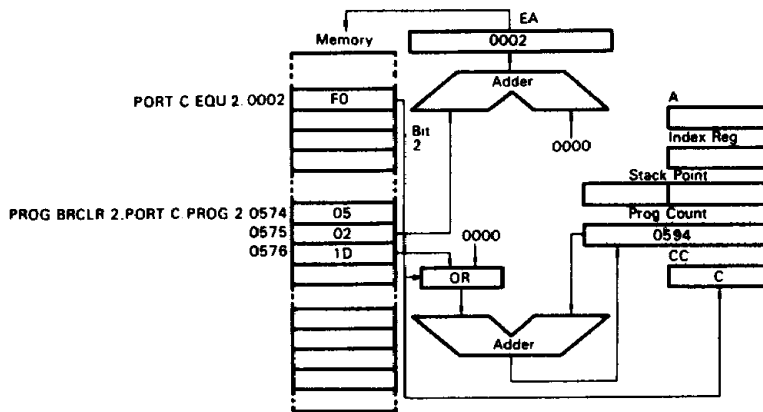 EA
Memory
0002
Adder
PORT C EQU 2 0002
F0
A
Bit
2
0000
Index Reg
Stack Point
PROG BRCLR 2.PORT C PROG 2 0574
05
Prog Count
0575
02
0000
0594
0576
1D
CC
OR
C
Adder